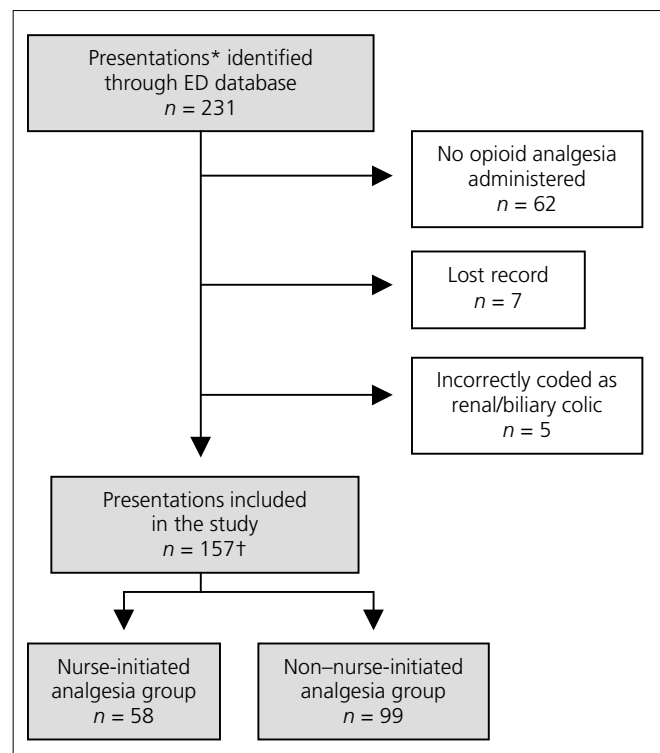 Presentations* identified
through ED database
n = 231
No opioid analgesia
administered
n = 62
Lost record
n = 7
Incorrectly coded as
renal/biliary colic
n = 5
Presentations included
in the study
n = 157†
Nurse-initiated
analgesia group
n = 58
Non–nurse-initiated
analgesia group
n = 99